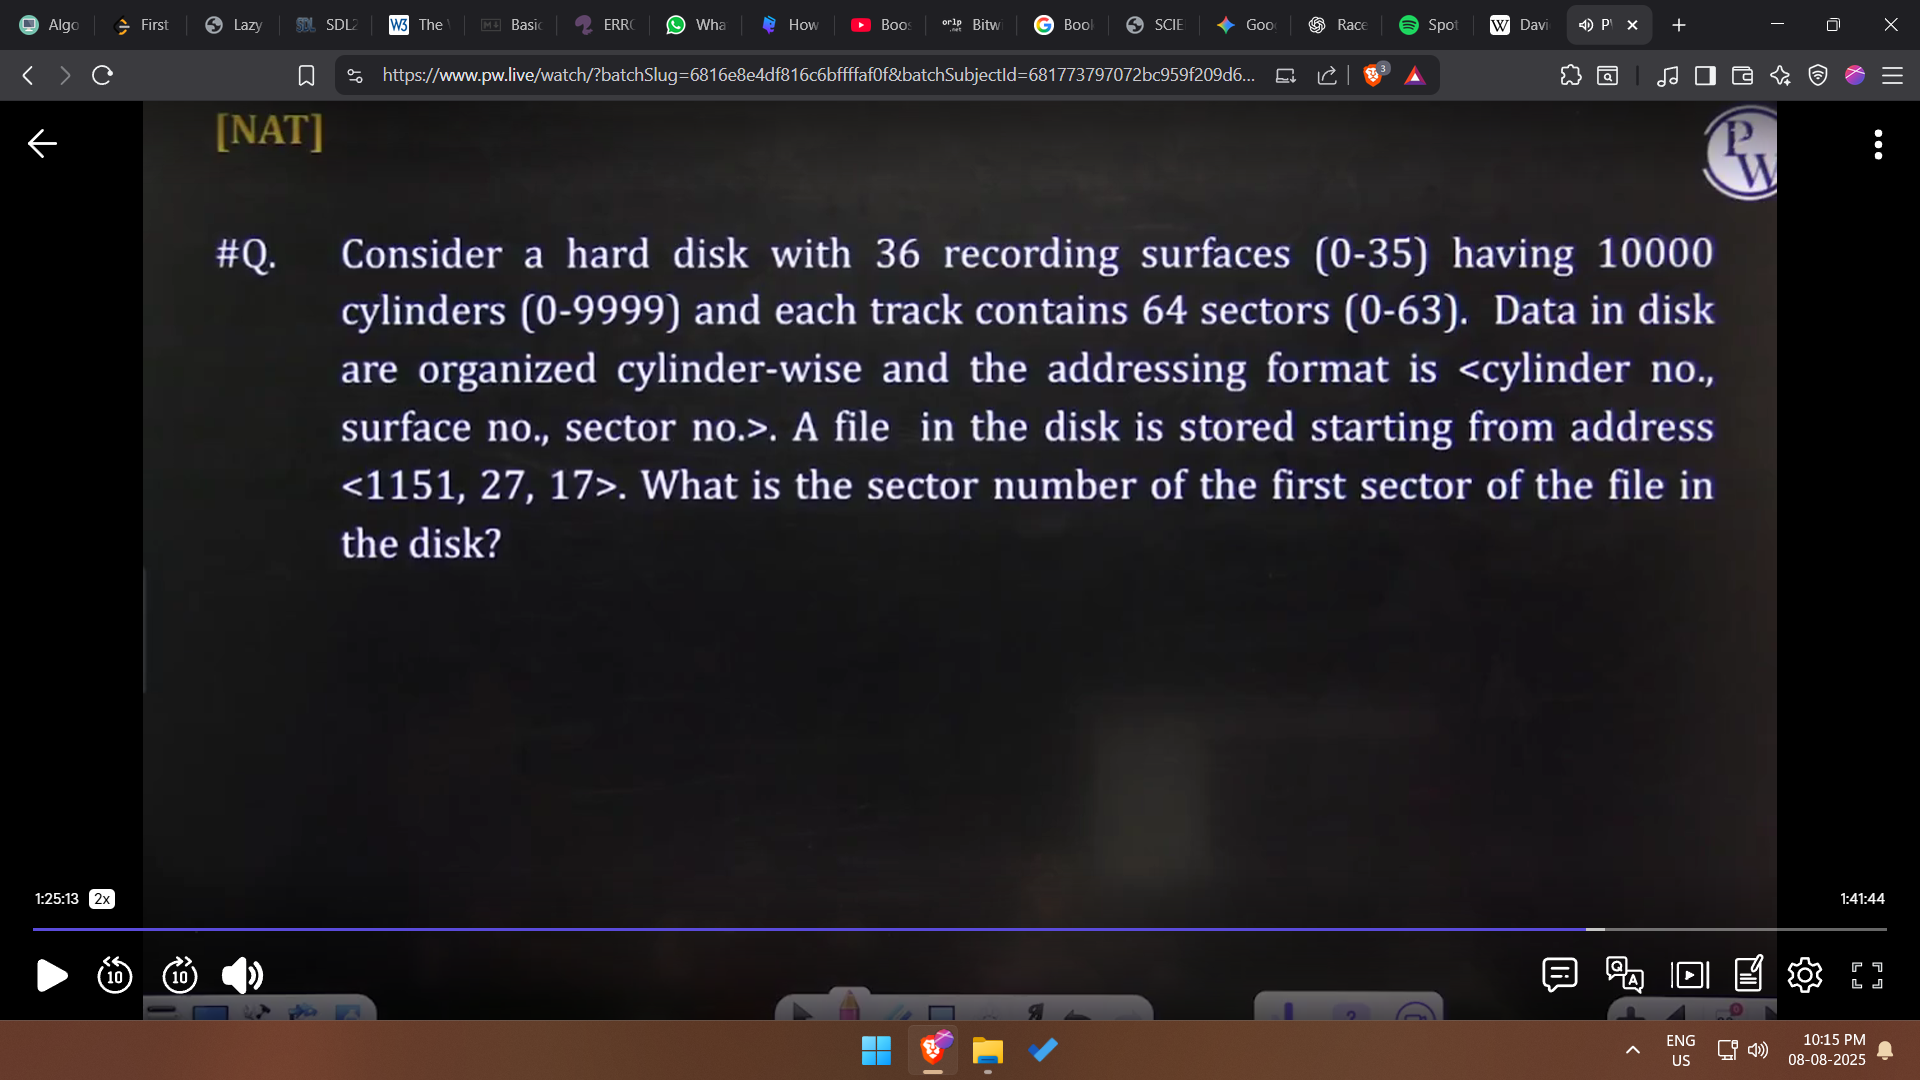 Algo
First
Lazy
SDL2
The
Basic
ERRO
Wha
How
Boos
Bitwi
Book
SCIE
Goo
Race
Spot
Davi
P
https://www.pw.live/watch/?batchSlug=6816e8e4df816c6bffffaf0f&batchSubjectId=681773797072bc959f209d6...
3
[NAT]
PW
#Q. Consider a hard disk with 36 recording surfaces (0-35) having 10000
cylinders (0-9999) and each track contains 64 sectors (0-63). Data in disk
are organized cylinder-wise and the addressing format is <cylinder no.,
surface no., sector no.>. A file in the disk is stored starting from address
<1151, 27, 17>. What is the sector number of the first sector of the file in
the disk?
1:25:13 2x
1:41:44
10
10
ENG
US
10:15 PM
08-08-2025